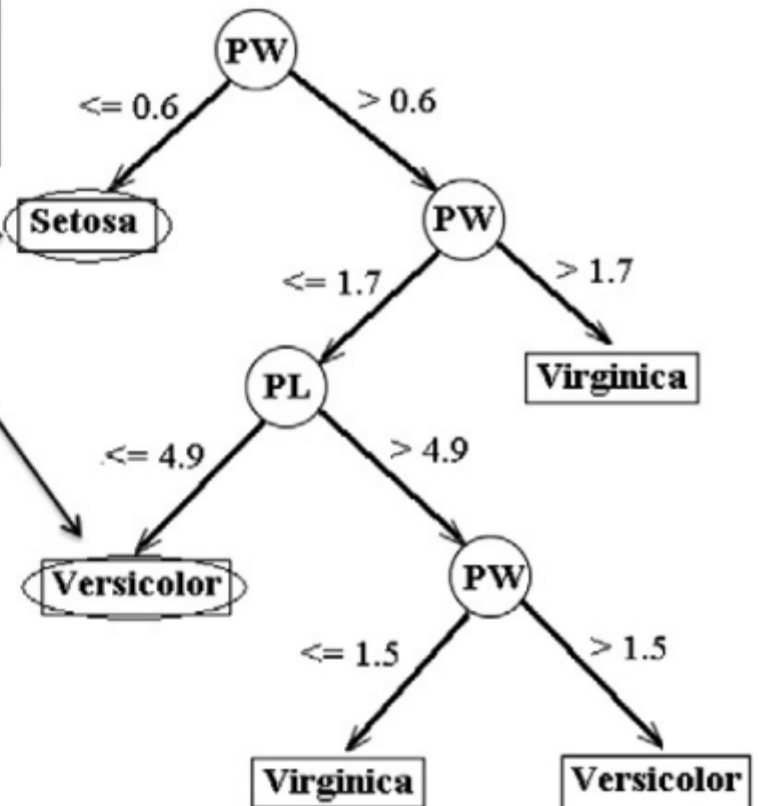 PW
<= 0.6
> 0.6
Setosa
PW
<= 1.7
> 1.7
PL
Virginica
<= 4.9
> 4.9
Versicolor
PW
<= 1.5
> 1.5
Virginica
Versicolor